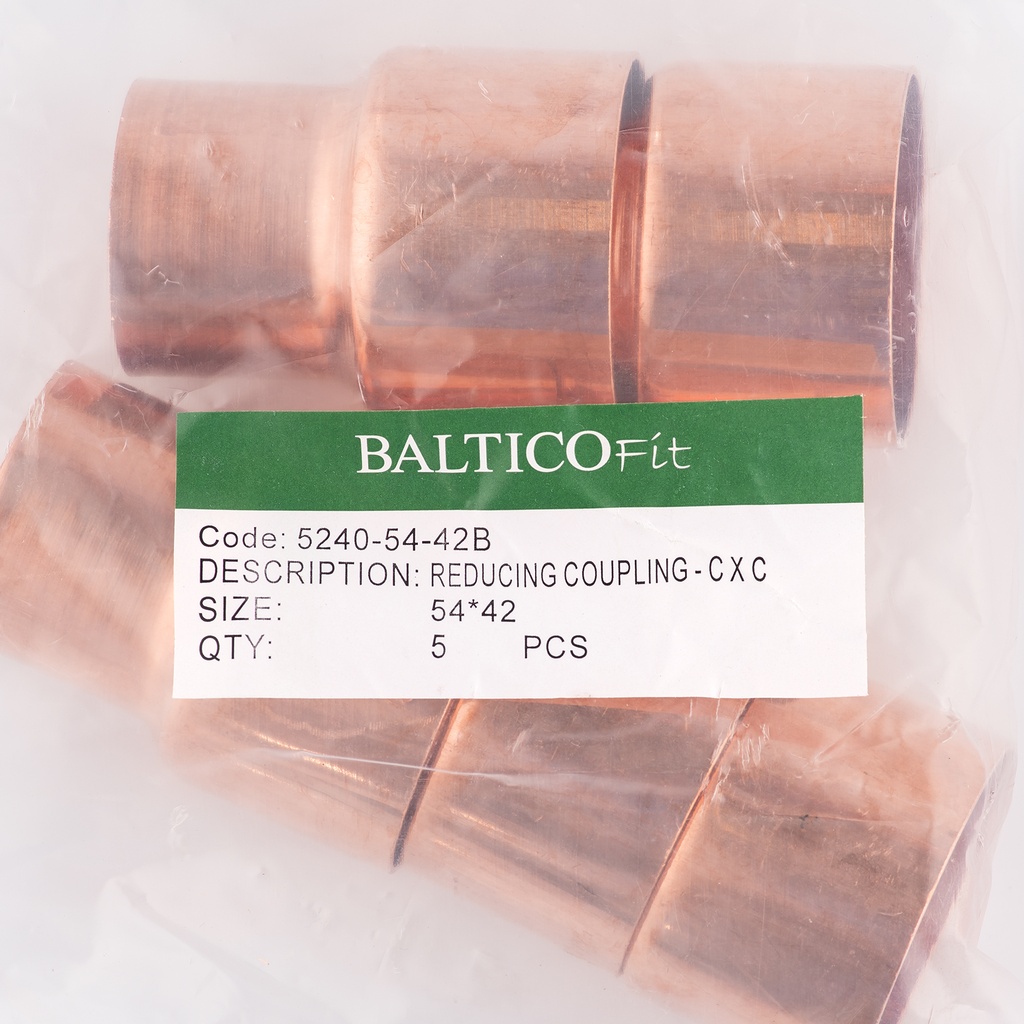 BALTICOFit
Code: 5240-54-42B
DESCRIPTION: REDUCING COUPLING - C X C
SIZE: 54*42
QTY: 5 PCS